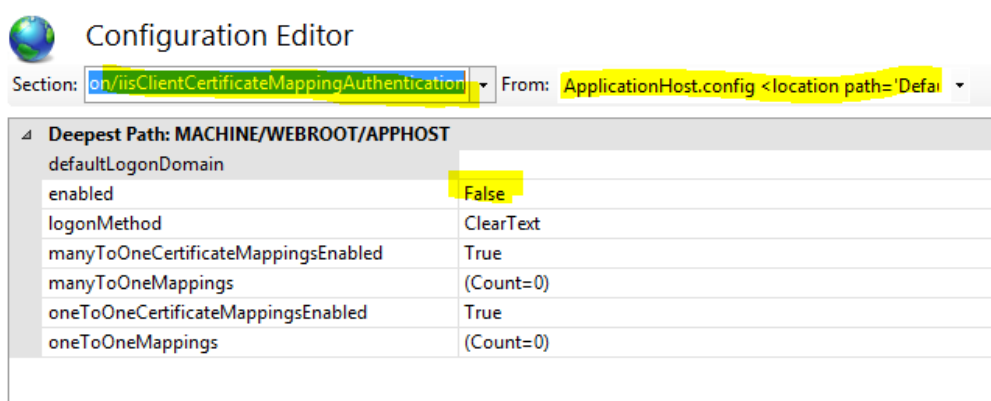 Configuration Editor
Section: on/iisClientCertificateMappingAuthentication From: ApplicationHost.config <location path='Defau
Deepest Path: MACHINE/WEBROOT/APPHOST
defaultLogonDomain
enabled False
logonMethod ClearText
manyToOneCertificateMappingsEnabled True
manyToOneMappings (Count=0)
oneToOneCertificateMappingsEnabled True
oneToOneMappings (Count=0)